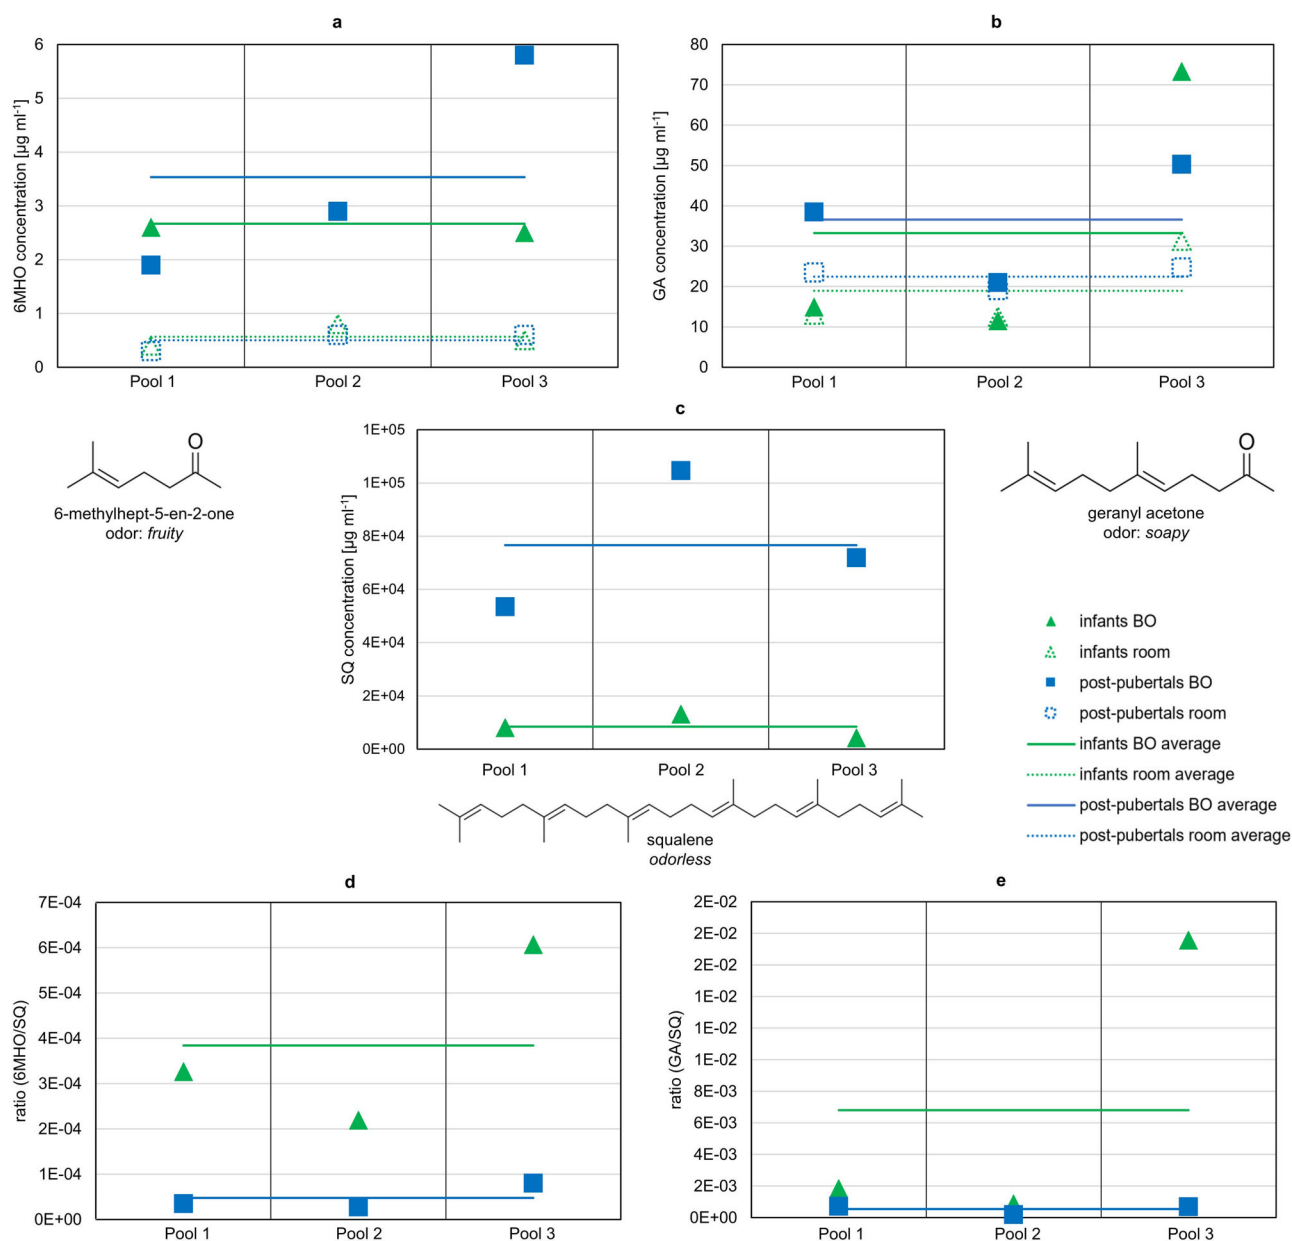 a
6MHO concentration [µg ml⁻¹]
6
5
4
3
2
1
0
Pool 1 Pool 2 Pool 3
b
GA concentration [µg ml⁻¹]
80
70
60
50
40
30
20
10
0
Pool 1 Pool 2 Pool 3
6-methylhept-5-en-2-one
odor: fruity
O
c
SQ concentration [µg ml⁻¹]
1E+05
1E+05
8E+04
6E+04
4E+04
2E+04
0E+00
Pool 1 Pool 2 Pool 3
squalene
odorless
O
geranyl acetone
odor: soapy
infants BO
infants room
post-pubertals BO
post-pubertals room
infants BO average
infants room average
post-pubertals BO average
post-pubertals room average
d
ratio (6MHO/SQ)
7E-04
6E-04
5E-04
4E-04
3E-04
2E-04
1E-04
0E+00
Pool 1 Pool 2 Pool 3
e
ratio (GA/SQ)
2E-02
2E-02
2E-02
1E-02
1E-02
1E-02
8E-03
6E-03
4E-03
2E-03
0E+00
Pool 1 Pool 2 Pool 3